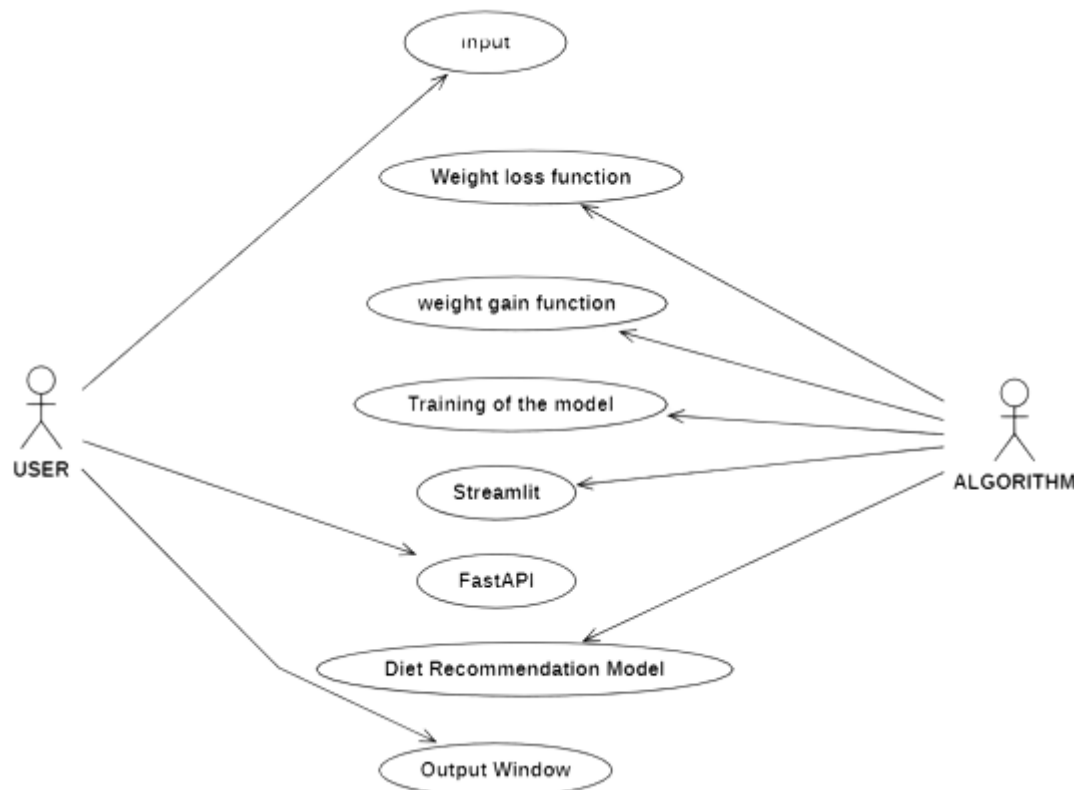 input
Weight loss function
weight gain function
Training of the model
USER
ALGORITHM
Streamlit
FastAPI
Diet Recommendation Model
Output Window